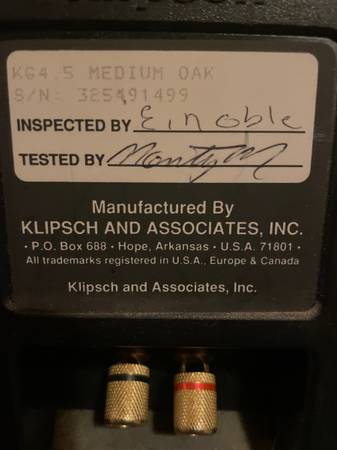 KG4.5 MEDIUM OAK
S/N: 325491499
INSPECTED BY E. Noble
TESTED BY
Manufactured By
KLIPSCH AND ASSOCIATES, INC.
• P.O. Box 688 • Hope, Arkansas • U.S.A. 71801 •
All trademarks registered in U.S.A., Europe & Canada
Klipsch and Associates, Inc.